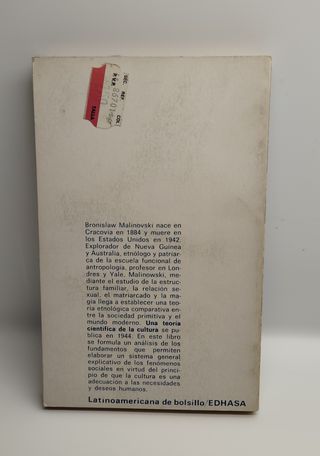 SEC. REF. COL
Bronislaw Malinovski nace en
Cracovia en 1884 y muere en
los Estados Unidos en 1942.
Explorador de Nueva Guinea
y Australia, etnólogo y patriar-
ca de la escuela funcional de
antropología, profesor en Lon-
dres y Yale, Malinowski, me-
diante el estudio de la estruc-
tura familiar, la relación se-
xual, el matriarcado y la ma-
gia llega a establecer una teo-
ría etnológica comparativa en-
tre la sociedad primitiva y el
mundo moderno. Una teoría
científica de la cultura se pu-
blica en 1944. En este libro
se formula un análisis de los
fundamentos que permiten
elaborar un sistema general
explicativo de los fenómenos
sociales en virtud del princi-
pio de que la cultura es una
adecuación a las necesidades
y deseos humanos.
Latinoamericana de bolsillo/EDHASA